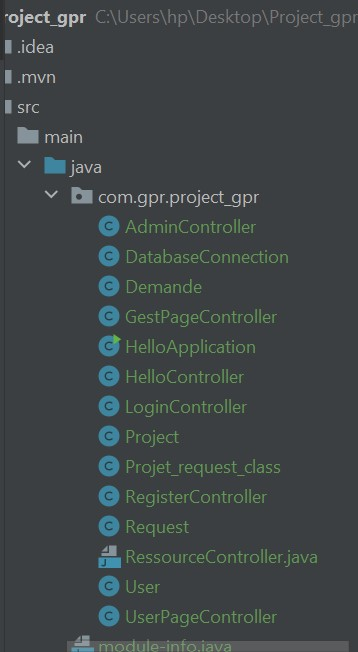 roject_gpr C:\Users\hp\Desktop\Project_gpr
.idea
.mvn
src
main
java
com.gpr.project_gpr
AdminController
DatabaseConnection
Demande
GestPageController
HelloApplication
HelloController
LoginController
Project
Projet_request_class
RegisterController
Request
RessourceController.java
User
UserPageController
module-info.java